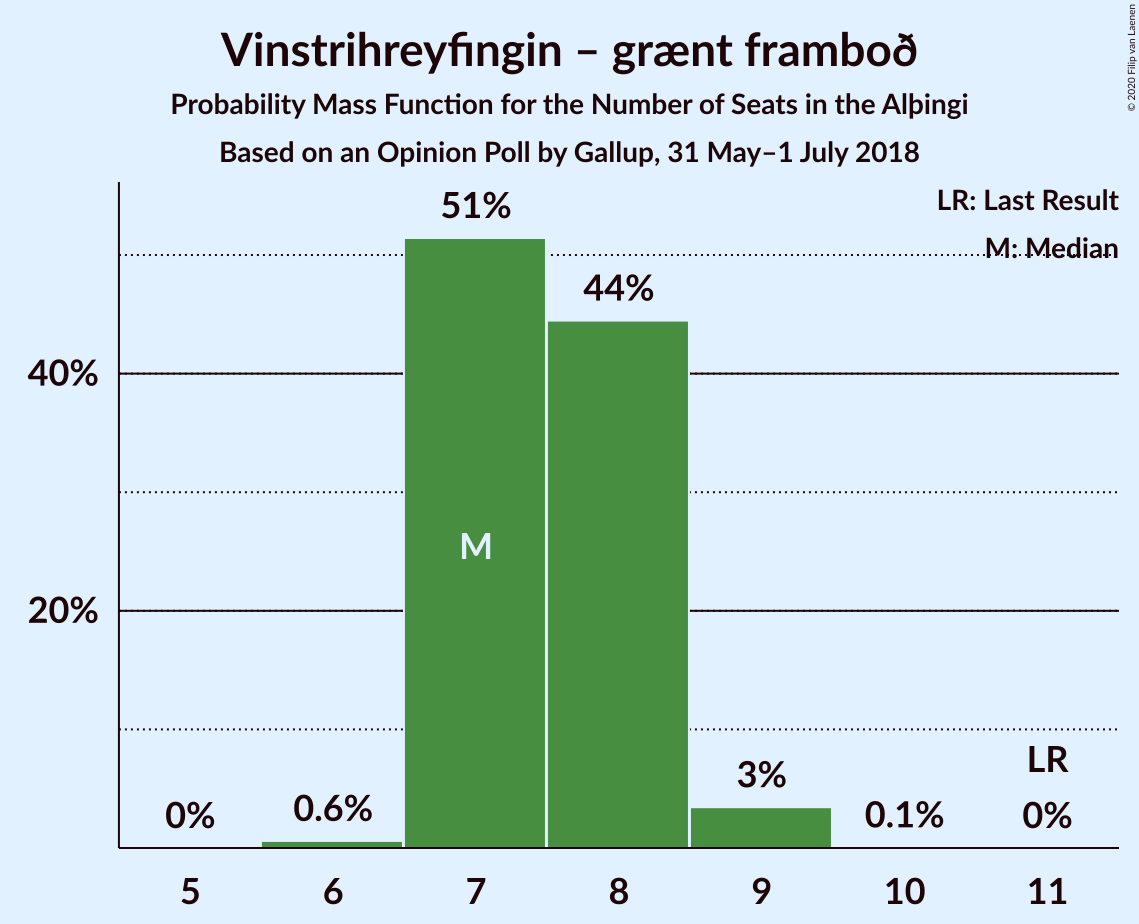 Vinstrihreyfingin – grænt framboð
Probability Mass Function for the Number of Seats in the Alþingi
Based on an Opinion Poll by Gallup, 31 May–1 July 2018
© 2020 Filip van Laenen
LR: Last Result
M: Median
51%
44%
40%
M
20%
LR
3%
0%
0.6%
0.1%
0%
5
6
7
8
9
10
11